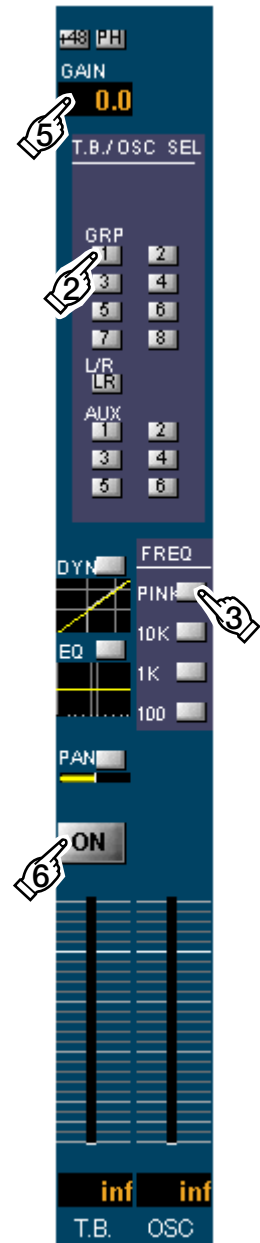 +48 PH
GAIN
0.0
5
T.B./OSC SEL
GRP
1 2
2
3 4
5 6
7 8
L/R
LR
AUX
1 2
3 4
5 6
DYN
FREQ
PINK
3
10K
EQ
1K
100
PAN
ON
6
inf inf
T.B. OSC